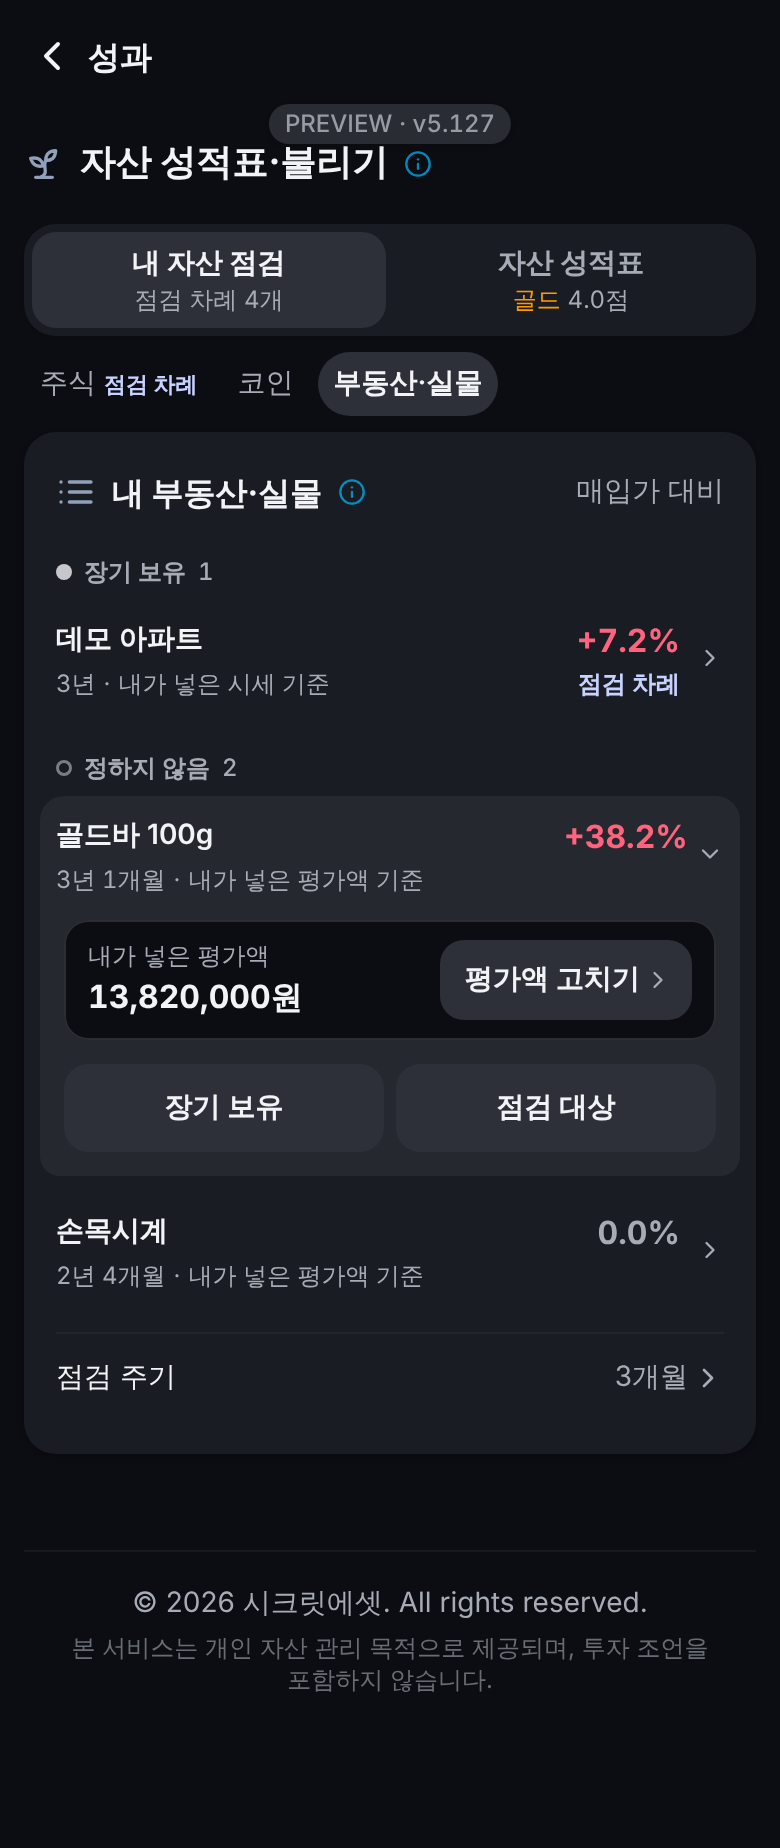 성과
PREVIEW · v5.127
자산 성적표·불리기
내 자산 점검
점검 차례 4개
자산 성적표
골드 4.0점
주식 점검 차례 코인 부동산·실물
내 부동산·실물
매입가 대비
장기 보유 1
데모 아파트
+7.2%
3년 · 내가 넣은 시세 기준
점검 차례
정하지 않음 2
골드바 100g
+38.2%
3년 1개월 · 내가 넣은 평가액 기준
내가 넣은 평가액
13,820,000원
평가액 고치기
장기 보유
점검 대상
손목시계
0.0%
2년 4개월 · 내가 넣은 평가액 기준
점검 주기
3개월
© 2026 시크릿에셋. All rights reserved.
본 서비스는 개인 자산 관리 목적으로 제공되며, 투자 조언을
포함하지 않습니다.